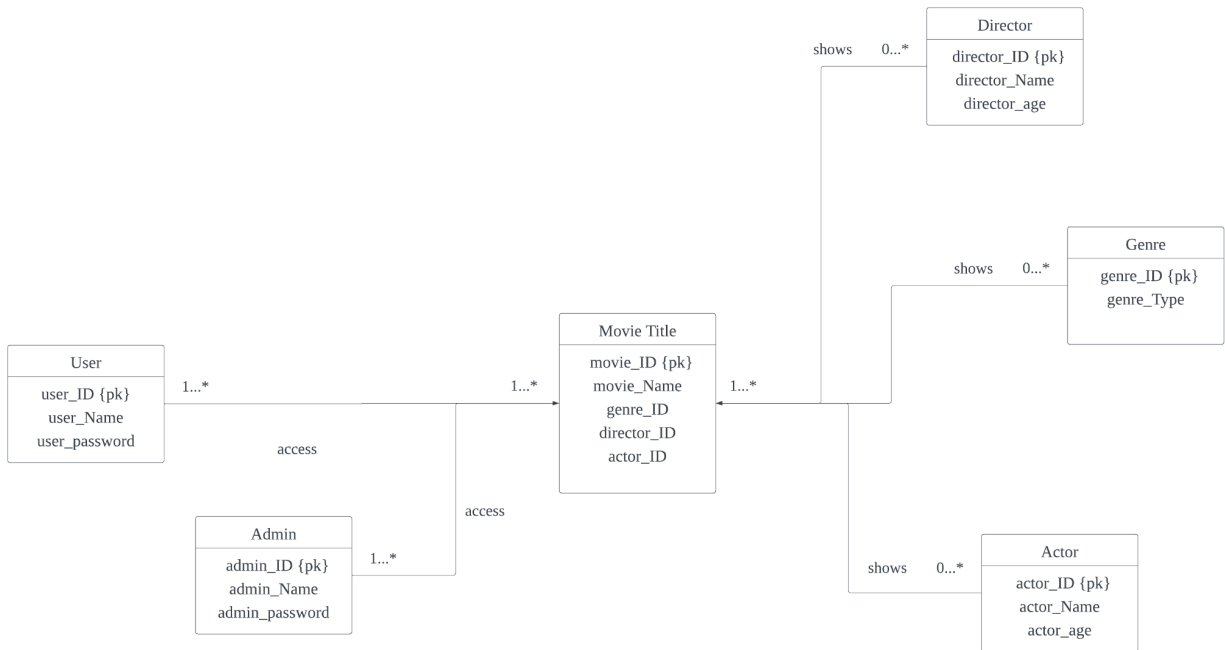 Director
shows 0...*
director_ID {pk}
director_Name
director_age
Genre
shows 0...*
genre_ID {pk}
genre_Type
Movie Title
movie_ID {pk}
movie_Name
genre_ID
director_ID
actor_ID
User
user_ID {pk}
user_Name
user_password
1...* 1...* 1...*
access
access
Admin
admin_ID {pk}
admin_Name
admin_password
1...*
Actor
shows 0...*
actor_ID {pk}
actor_Name
actor_age